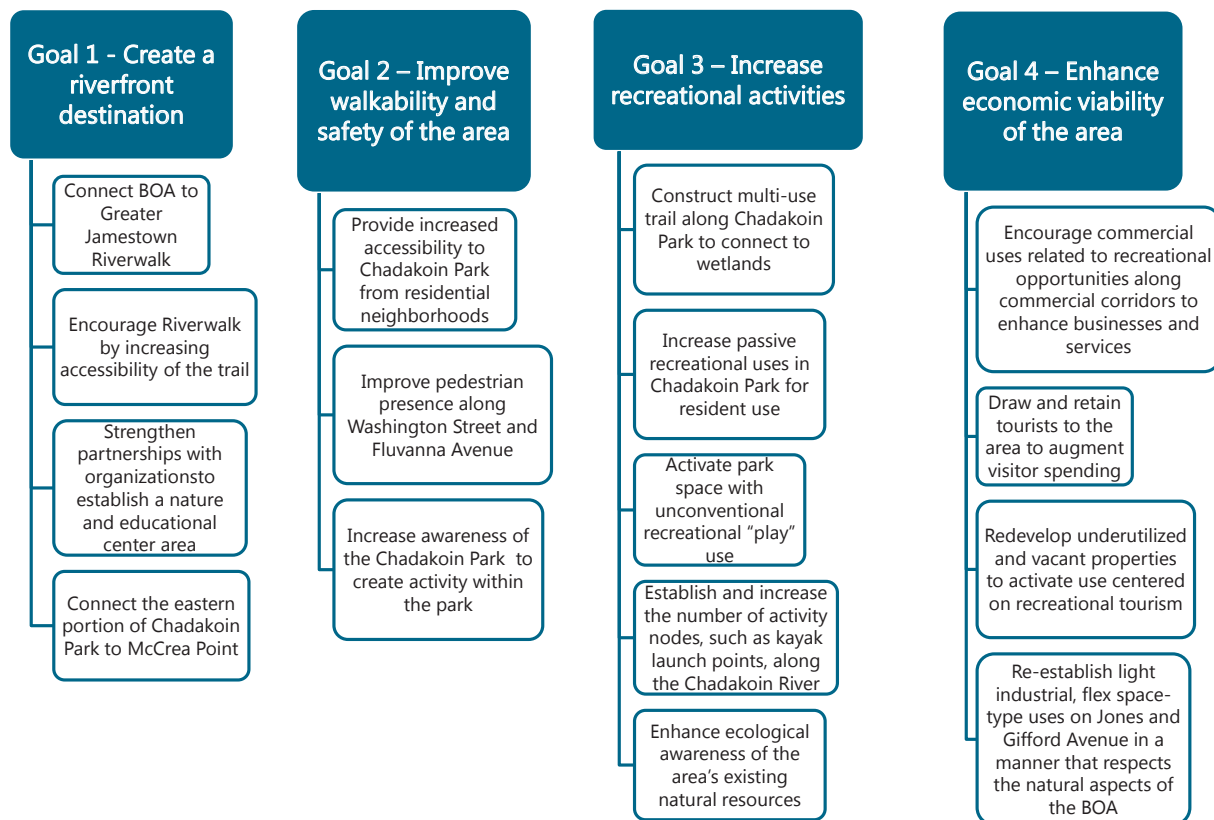 Goal 1 - Create a
riverfront
destination
Connect BOA to
Greater
Jamestown
Riverwalk
Encourage Riverwalk
by increasing
accessibility of the trail
Strengthen
partnerships with
organizationsto
establish a nature
and educational
center area
Connect the eastern
portion of Chadakoin
Park to McCrea Point
Goal 2 – Improve
walkability and
safety of the area
Provide increased
accessibility to
Chadakoin Park
from residential
neighborhoods
Improve pedestrian
presence along
Washington Street and
Fluvanna Avenue
Increase awareness of
the Chadakoin Park to
create activity within
the park
Goal 3 – Increase
recreational activities
Construct multi-use
trail along Chadakoin
Park to connect to
wetlands
Increase passive
recreational uses in
Chadakoin Park for
resident use
Activate park
space with
unconventional
recreational “play”
use
Establish and increase
the number of activity
nodes, such as kayak
launch points, along
the Chadakoin River
Enhance ecological
awareness of the
area’s existing
natural resources
Goal 4 – Enhance
economic viability
of the area
Encourage commercial
uses related to recreational
opportunities along
commercial corridors to
enhance businesses and
services
Draw and retain
tourists to the
area to augment
visitor spending
Redevelop underutilized
and vacant properties
to activate use centered
on recreational tourism
Re-establish light
industrial, flex space-
type uses on Jones and
Gifford Avenue in a
manner that respects
the natural aspects of
the BOA